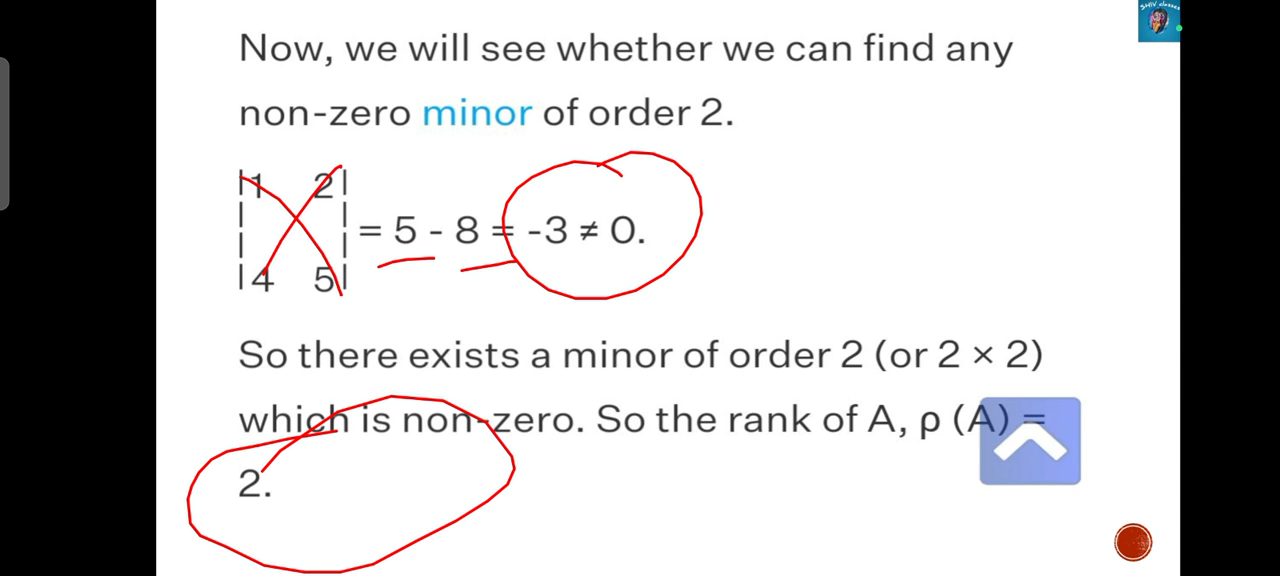 SHIV classes
Now, we will see whether we can find any
non-zero minor of order 2.
|1 2|
| |
| | = 5 - 8 = -3 ≠ 0.
|4 5|
So there exists a minor of order 2 (or 2 × 2)
which is non-zero. So the rank of A, ρ (A) =
2.